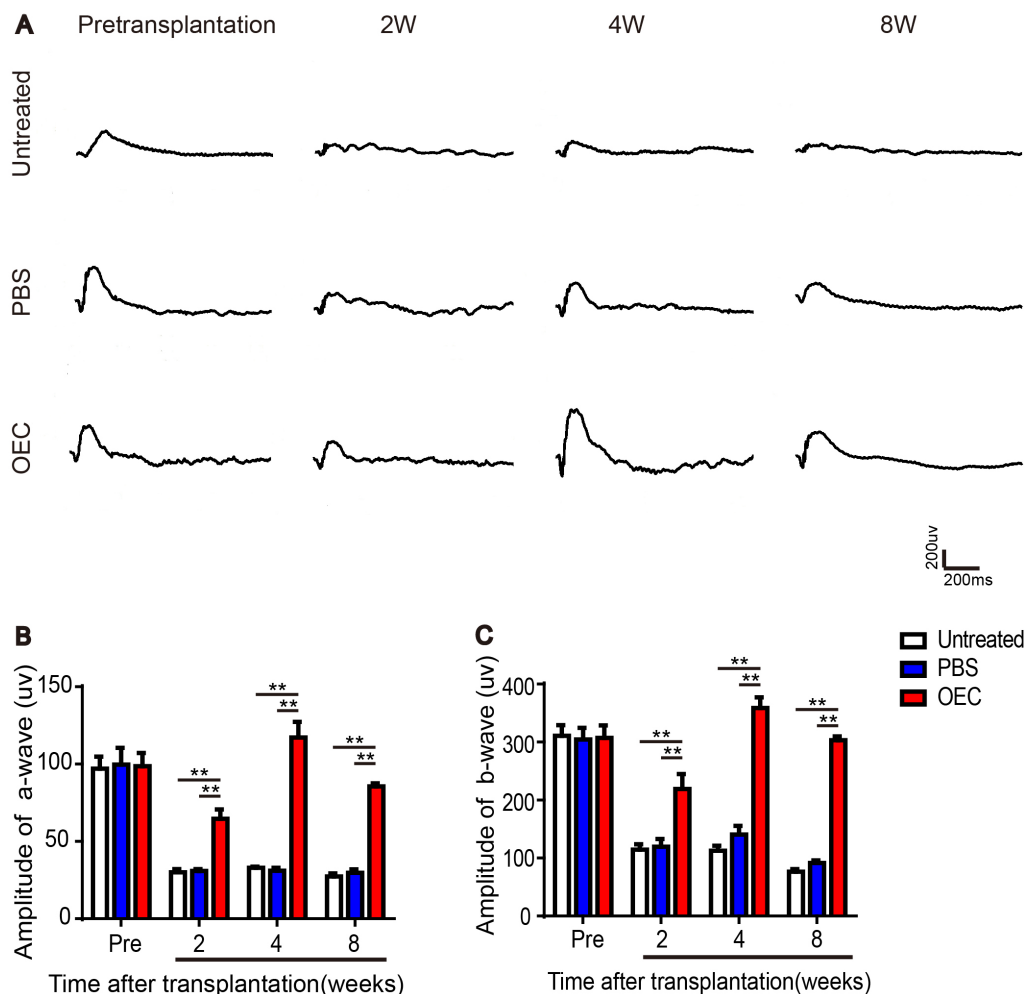 A
Pretransplantation 2W 4W 8W
Untreated
PBS
OEC
200uv
200ms
B
Amplitude of a-wave (uv)
150
100
50
0
** ** ** ** ** **
Pre 2 4 8
Time after transplantation(weeks)
C
Amplitude of b-wave (uv)
400
300
200
100
0
** ** ** ** ** **
Pre 2 4 8
Time after transplantation(weeks)
Untreated
PBS
OEC